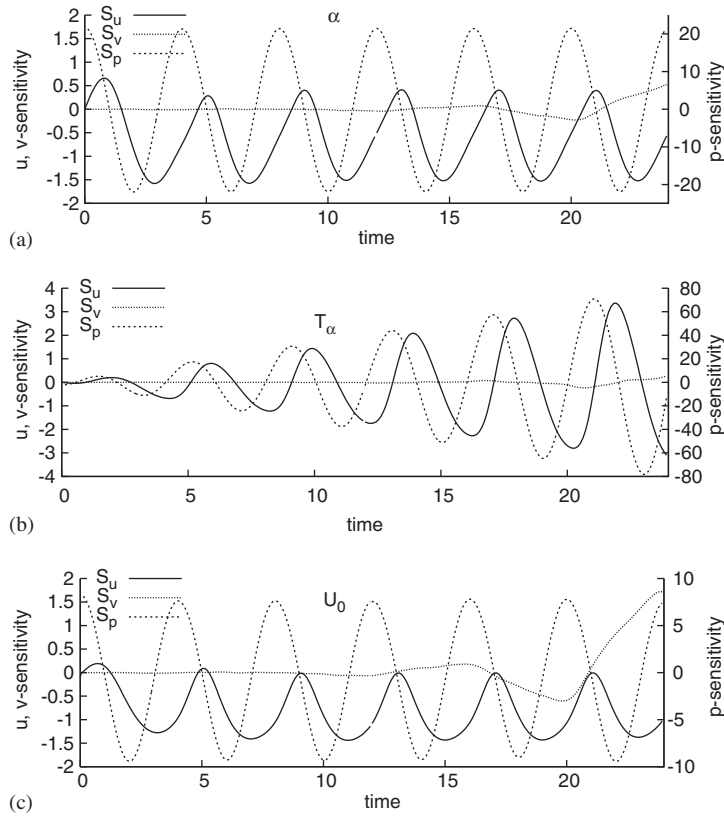 α
S_u
S_v
S_p
2
1.5
1
0.5
0
-0.5
-1
-1.5
-2
u, v-sensitivity
20
10
0
-10
-20
p-sensitivity
0 5 10 15 20
time
(a)
T_α
S_u
S_v
S_p
4
3
2
1
0
-1
-2
-3
-4
u, v-sensitivity
80
60
40
20
0
-20
-40
-60
-80
p-sensitivity
0 5 10 15 20
time
(b)
U_0
S_u
S_v
S_p
2
1.5
1
0.5
0
-0.5
-1
-1.5
-2
u, v-sensitivity
10
5
0
-5
-10
p-sensitivity
0 5 10 15 20
time
(c)